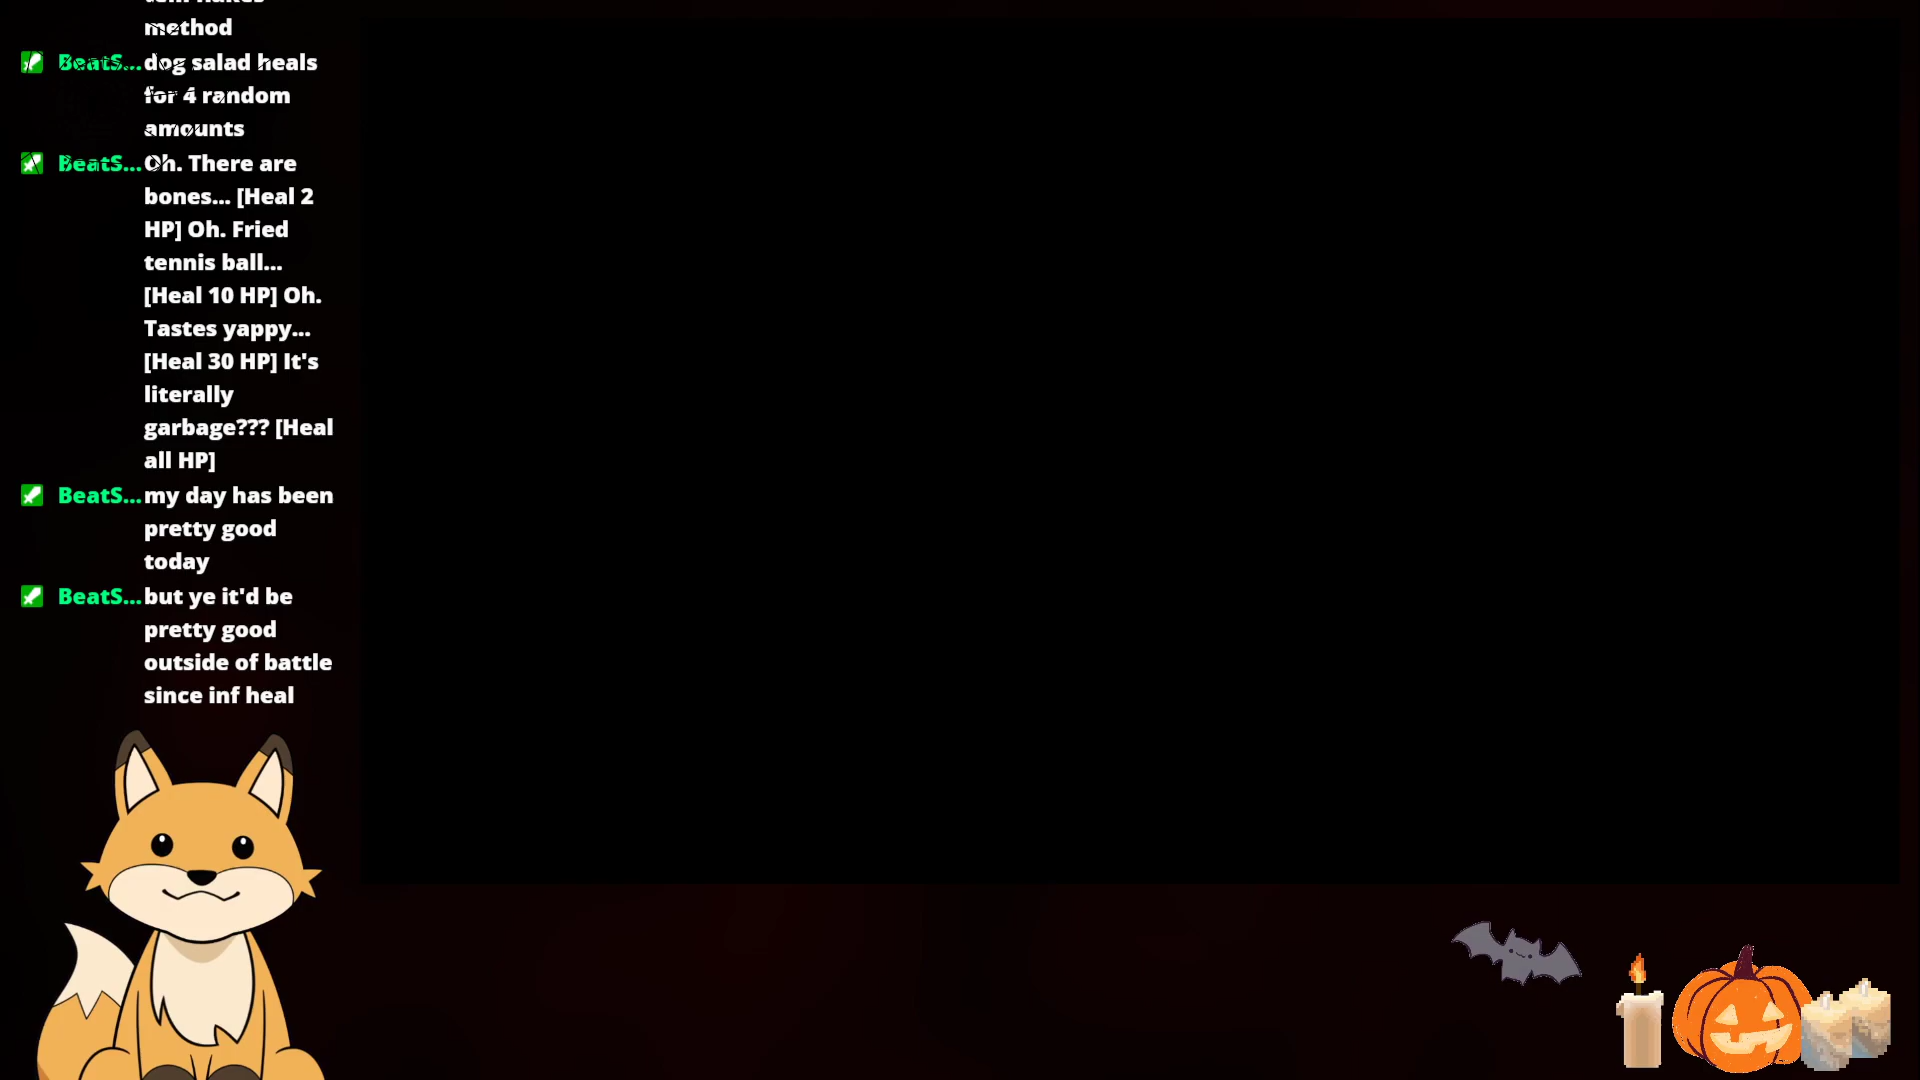 method
BeatS...dog salad heals
for 4 random
amounts
BeatS...Oh. There are
bones... [Heal 2
HP] Oh. Fried
tennis ball...
[Heal 10 HP] Oh.
Tastes yappy...
[Heal 30 HP] It's
literally
garbage??? [Heal
all HP]
BeatS...my day has been
pretty good
today
BeatS...but ye it'd be
pretty good
outside of battle
since inf heal